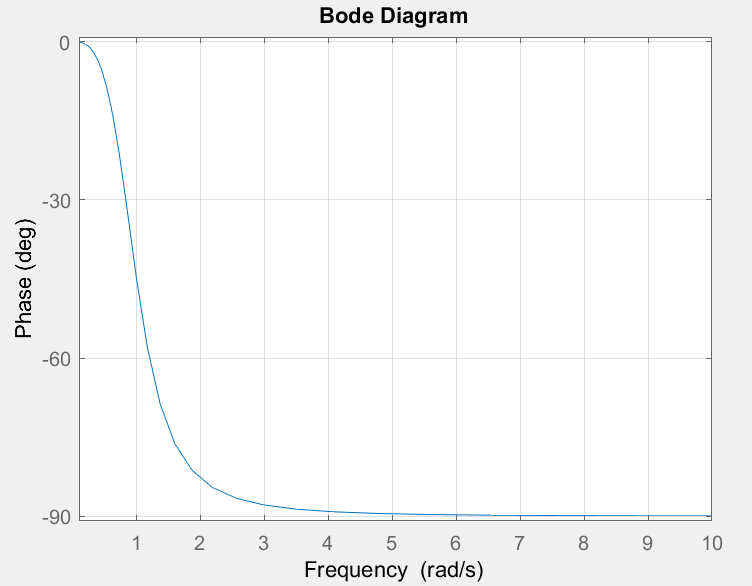 Bode Diagram
0
-30
-60
-90
Phase (deg)
1 2 3 4 5 6 7 8 9 10
Frequency (rad/s)